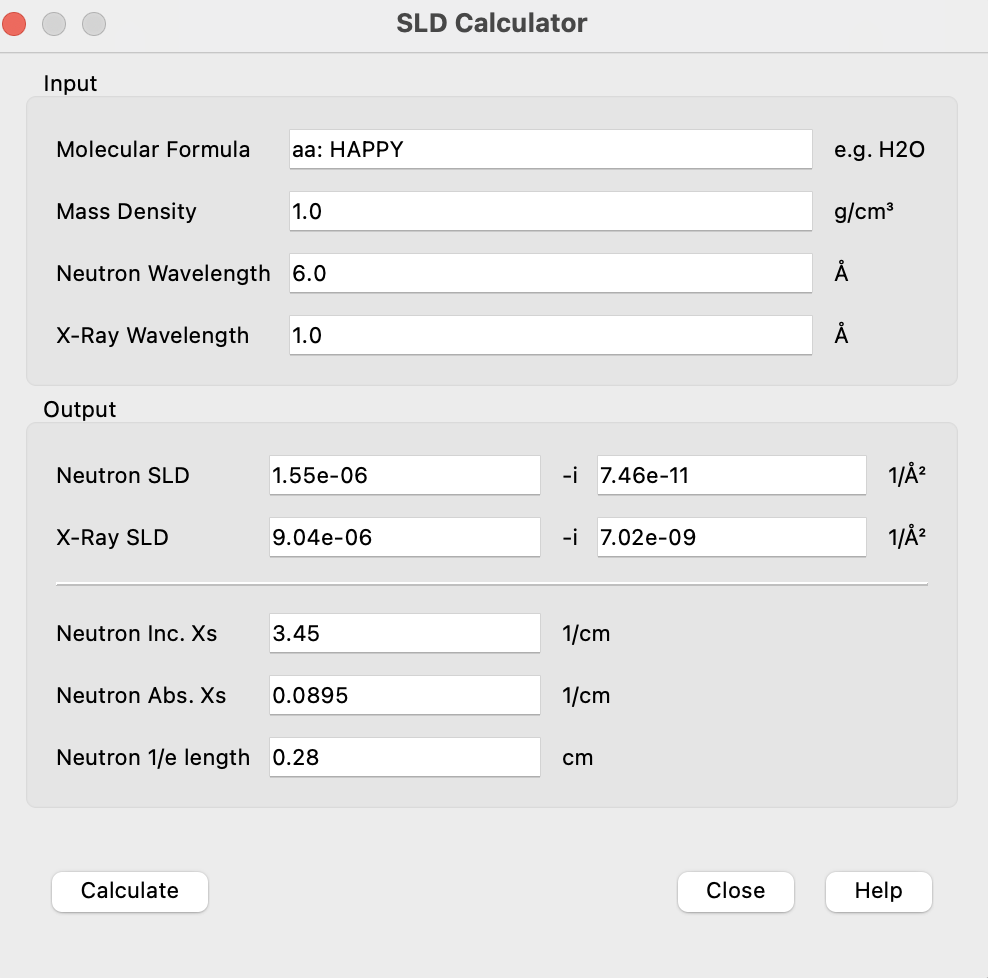 SLD Calculator
Input
Molecular Formula aa: HAPPY e.g. H2O
Mass Density 1.0 g/cm³
Neutron Wavelength 6.0 Å
X-Ray Wavelength 1.0 Å
Output
Neutron SLD 1.55e-06 -i 7.46e-11 1/Å²
X-Ray SLD 9.04e-06 -i 7.02e-09 1/Å²
Neutron Inc. Xs 3.45 1/cm
Neutron Abs. Xs 0.0895 1/cm
Neutron 1/e length 0.28 cm
Calculate Close Help